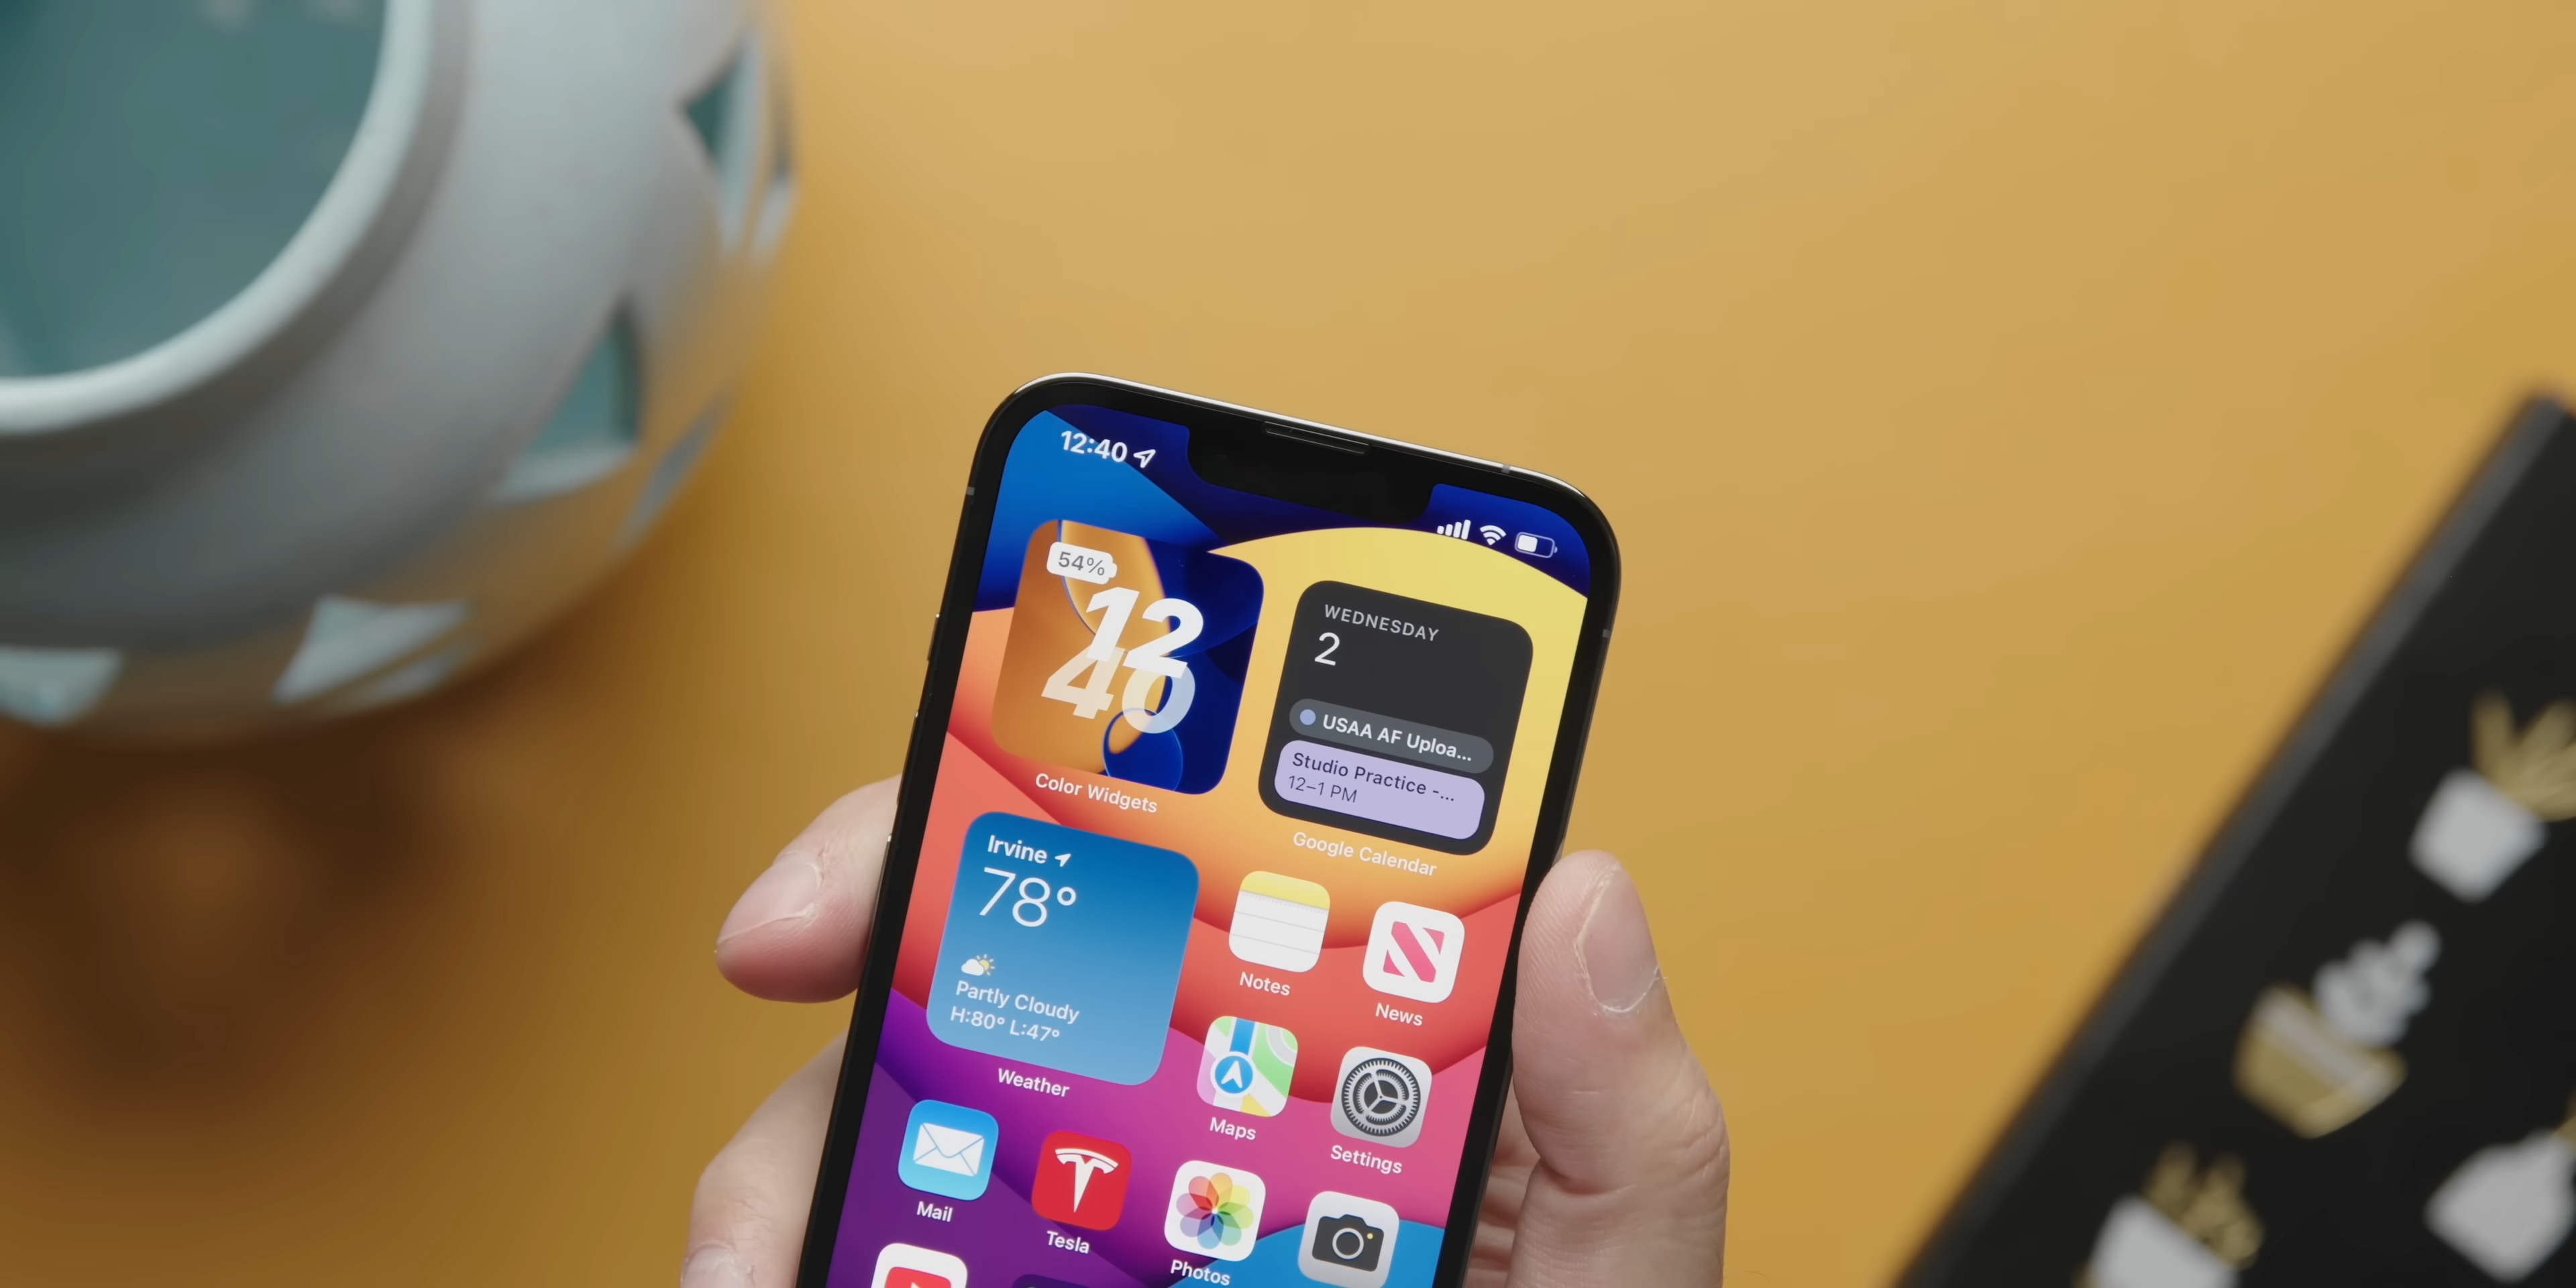 12:40
54%
12
40
Color Widgets
WEDNESDAY
2
USAA AF Uploa...
Studio Practice -...
12–1 PM
Google Calendar
Irvine
78°
Partly Cloudy
H:80° L:47°
Weather
Notes
News
Maps
Settings
Mail
Tesla
Photos